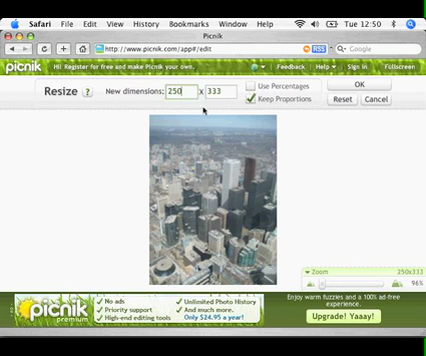 Safari File Edit View History Bookmarks Window Help Tue 12:50
Picnik
http://www.picnik.com/app#/edit RSS Google
picnik Hi! Register for free and make Picnik your own. Feedback Help Sign in Fullscreen
Resize ? New dimensions: 250 x 333 Use Percentages OK
Keep Proportions Reset Cancel
Zoom 250x333
96%
picnik premium
No ads Unlimited Photo History
Priority support And much more.
High-end editing tools Only $24.95 a year!
Enjoy warm fuzzies and a 100% ad-free
experience.
Upgrade! Yaaay!